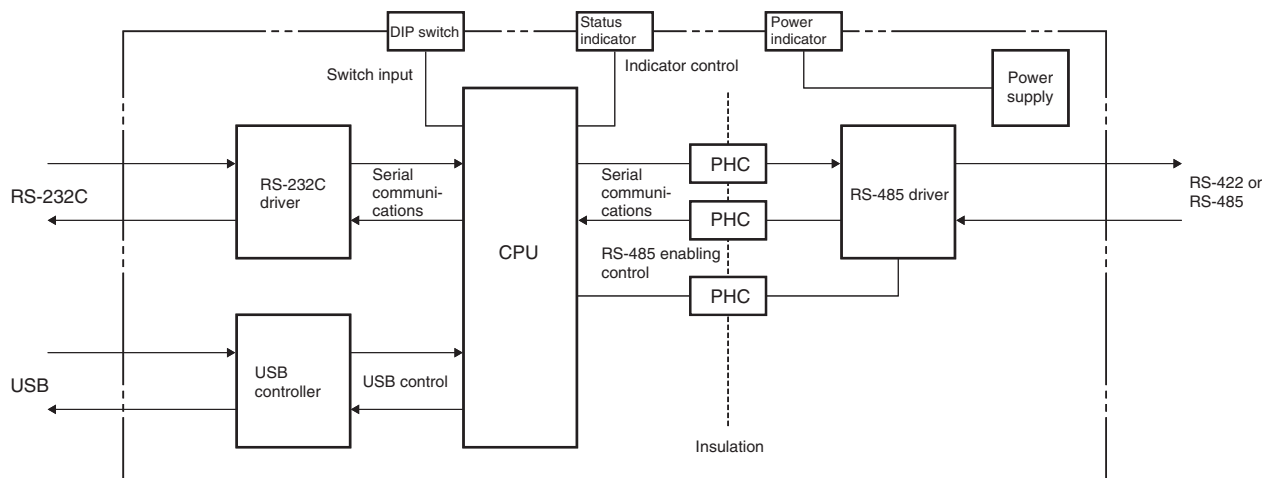 DIP switch
Status
indicator
Power
indicator
Switch input
Indicator control
Power
supply
RS-232C
RS-232C
driver
Serial
communi-
cations
CPU
Serial
communi-
cations
PHC
PHC
RS-485 enabling
control
PHC
RS-485 driver
RS-422 or
RS-485
USB
USB
controller
USB control
Insulation